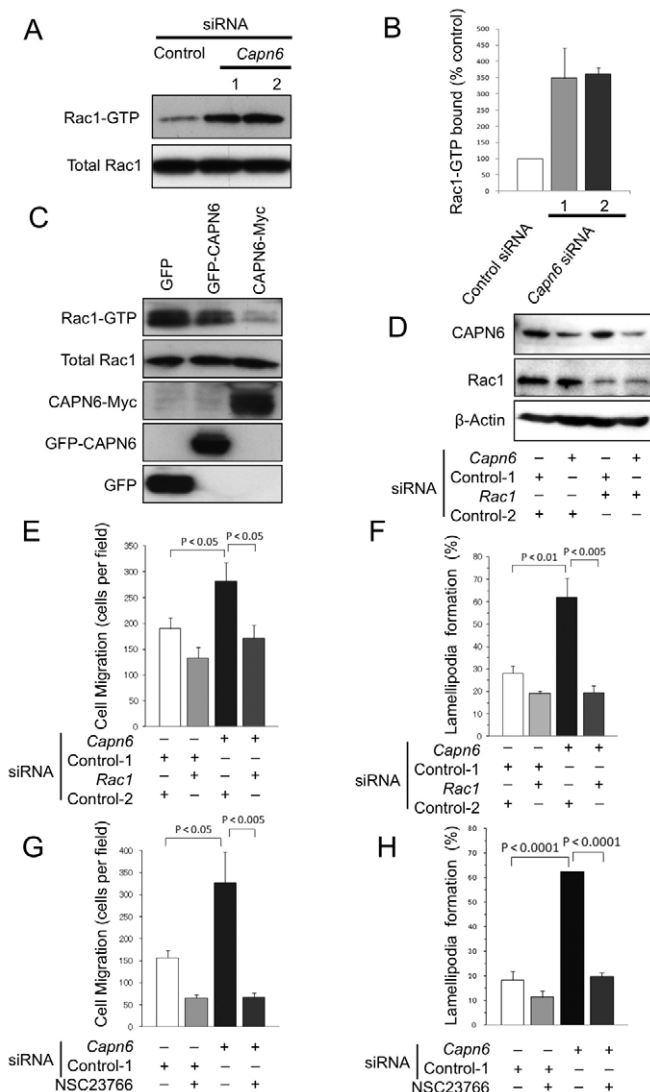 A
siRNA
Control Capn6
1 2
Rac1-GTP
Total Rac1
B
Rac1-GTP bound (% control)
500
450
400
350
300
250
200
150
100
50
0
1 2
Control siRNA
Capn6 siRNA
C
GFP
GFP-CAPN6
CAPN6-Myc
Rac1-GTP
Total Rac1
CAPN6-Myc
GFP-CAPN6
GFP
D
CAPN6
Rac1
β-Actin
siRNA
Capn6 – + – +
Control-1 + – + –
Rac1 – – + +
Control-2 + + – –
E
Cell Migration (cells per field)
350
300
250
200
150
100
50
0
P < 0.05 P < 0.05
siRNA
Capn6 – – + +
Control-1 + + – –
Rac1 – + – +
Control-2 + – + –
F
Lamellipodia formation (%)
90
80
70
60
50
40
30
20
10
0
P < 0.01 P < 0.005
siRNA
Capn6 – – + +
Control-1 + + – –
Rac1 – + – +
Control-2 + – + –
G
Cell Migration (cells per field)
400
350
300
250
200
150
100
50
0
P < 0.05 P < 0.005
siRNA
Capn6 – – + +
Control-1 + + – –
NSC23766 – + – +
H
Lamellipodia formation (%)
80
70
60
50
40
30
20
10
0
P < 0.0001 P < 0.0001
siRNA
Capn6 – – + +
Control-1 + + – –
NSC23766 – + – +